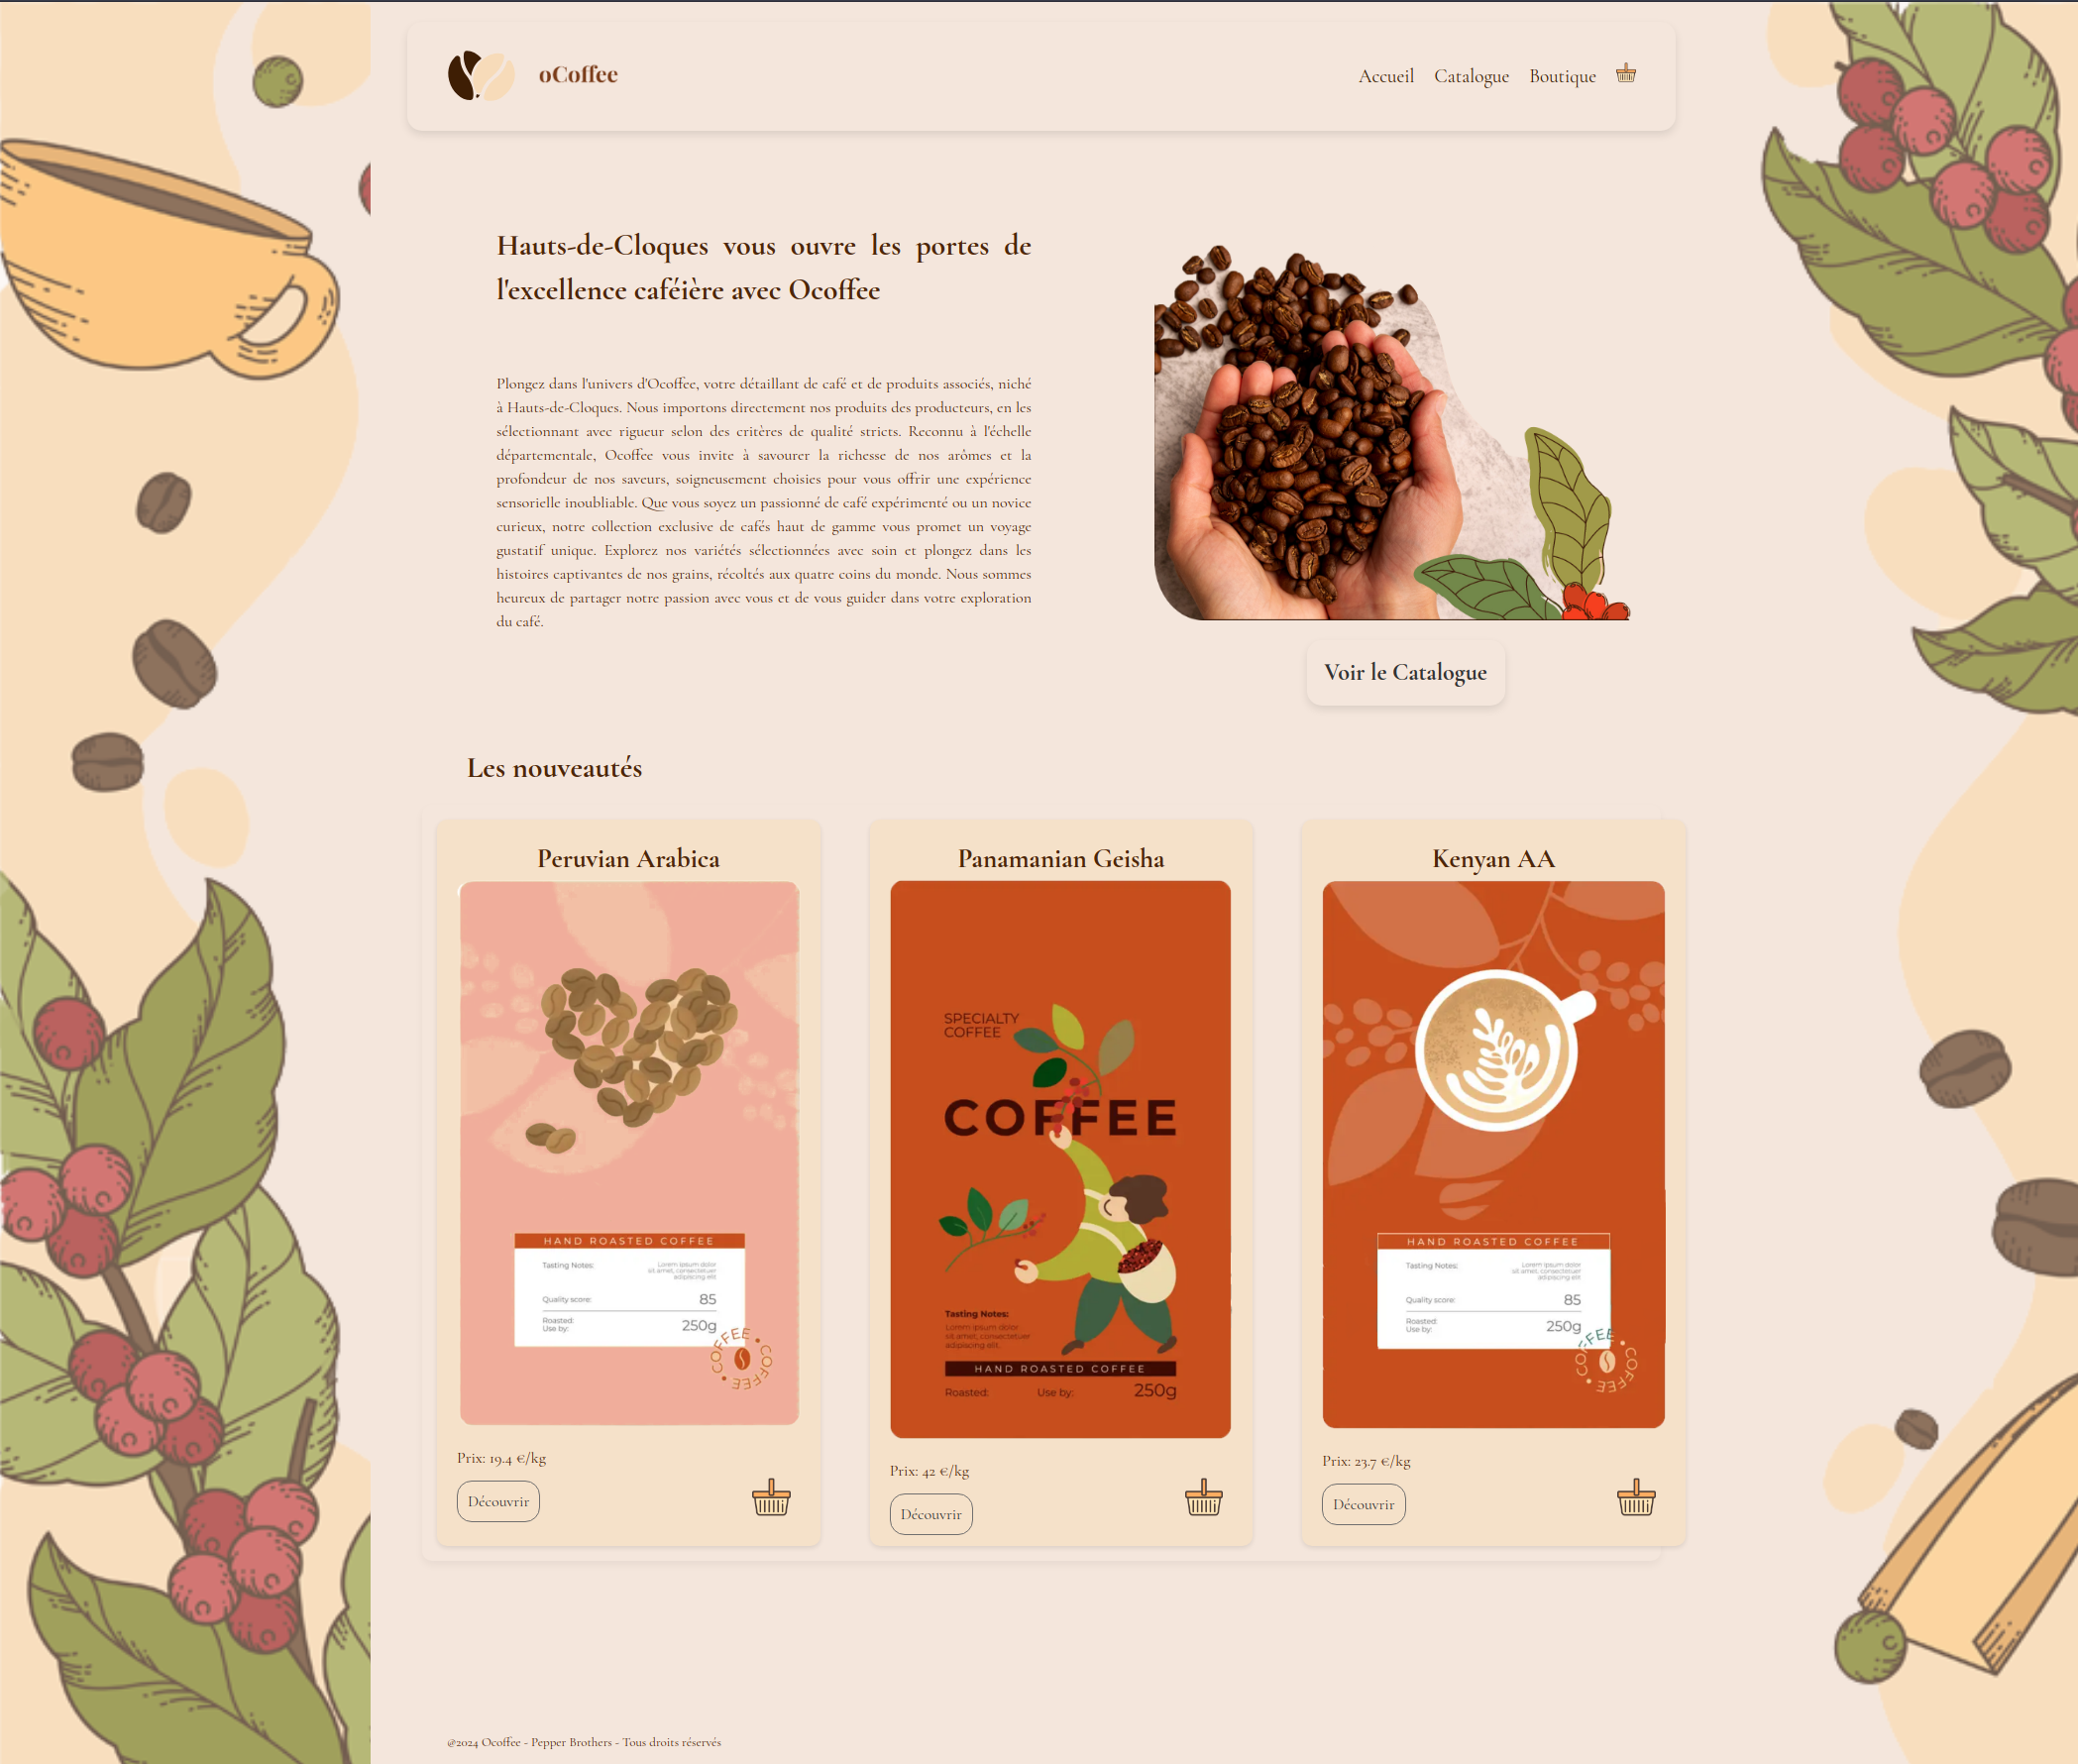 oCoffee
Accueil Catalogue Boutique
Hauts-de-Cloques vous ouvre les portes de
l'excellence caféière avec Ocoffee
Plongez dans l'univers d'Ocoffee, votre détaillant de café et de produits associés, niché
à Hauts-de-Cloques. Nous importons directement nos produits des producteurs, en les
sélectionnant avec rigueur selon des critères de qualité stricts. Reconnu à l'échelle
départementale, Ocoffee vous invite à savourer la richesse de nos arômes et la
profondeur de nos saveurs, soigneusement choisies pour vous offrir une expérience
sensorielle inoubliable. Que vous soyez un passionné de café expérimenté ou un novice
curieux, notre collection exclusive de cafés haut de gamme vous promet un voyage
gustatif unique. Explorez nos variétés sélectionnées avec soin et plongez dans les
histoires captivantes de nos grains, récoltés aux quatre coins du monde. Nous sommes
heureux de partager notre passion avec vous et de vous guider dans votre exploration
du café.
Voir le Catalogue
Les nouveautés
Peruvian Arabica
HAND ROASTED COFFEE
Tasting Notes:
Lorem ipsum dolor
sit amet, consectetuer
adipiscing elit
Quality score: 85
Roasted:
Use by:
250g
COFFEE • COFFEE • COFFEE
Prix: 19.4 €/kg
Découvrir
Panamanian Geisha
SPECIALTY
COFFEE
COFFEE
Tasting Notes:
Lorem ipsum dolor
sit amet, consectetuer
adipiscing elit.
HAND ROASTED COFFEE
Roasted: Use by: 250g
Prix: 42 €/kg
Découvrir
Kenyan AA
HAND ROASTED COFFEE
Tasting Notes:
Lorem ipsum dolor
sit amet, consectetuer
adipiscing elit
Quality score: 85
Roasted:
Use by:
250g
COFFEE • COFFEE • COFFEE
Prix: 23.7 €/kg
Découvrir
@2024 Ocoffee - Pepper Brothers - Tous droits réservés